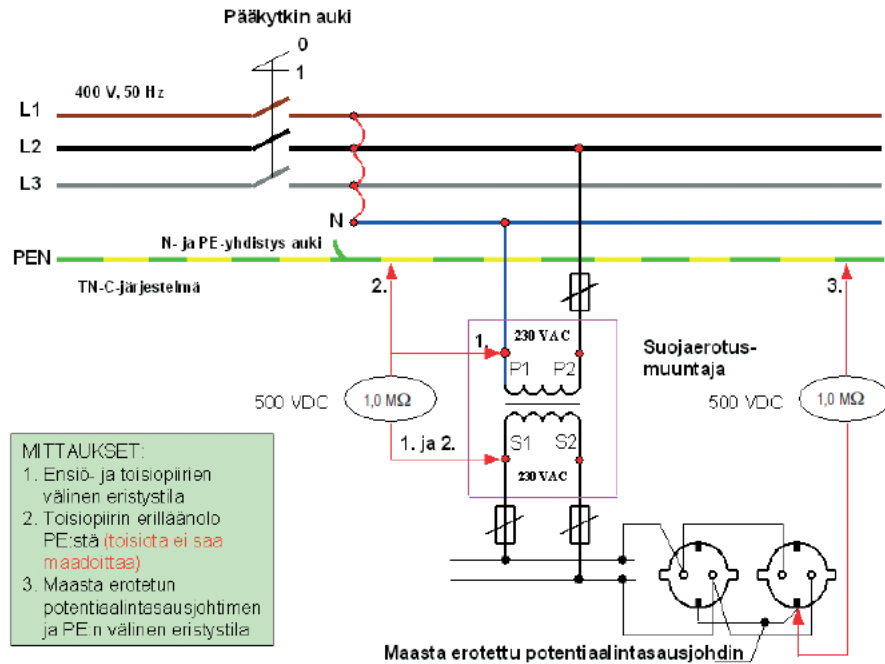 Pääkytkin auki
0
1
400 V, 50 Hz
L1
L2
L3
N
N- ja PE-yhdistys auki
PEN
TN-C-järjestelmä
2.
3.
1.
230 VAC
P1 P2
Suojaerotus-
muuntaja
500 VDC
1,0 MΩ
500 VDC
1,0 MΩ
1. ja 2.
S1 S2
230 VAC
MITTAUKSET:
1. Ensiö- ja toisiopiirien
välinen eristystila
2. Toisiopiirin erilläänolo
PE:stä (toisiota ei saa
maadoittaa)
3. Maasta erotetun
potentiaalintasausjohtimen
ja PE:n välinen eristystila
Maasta erotettu potentiaalintasausjohdin